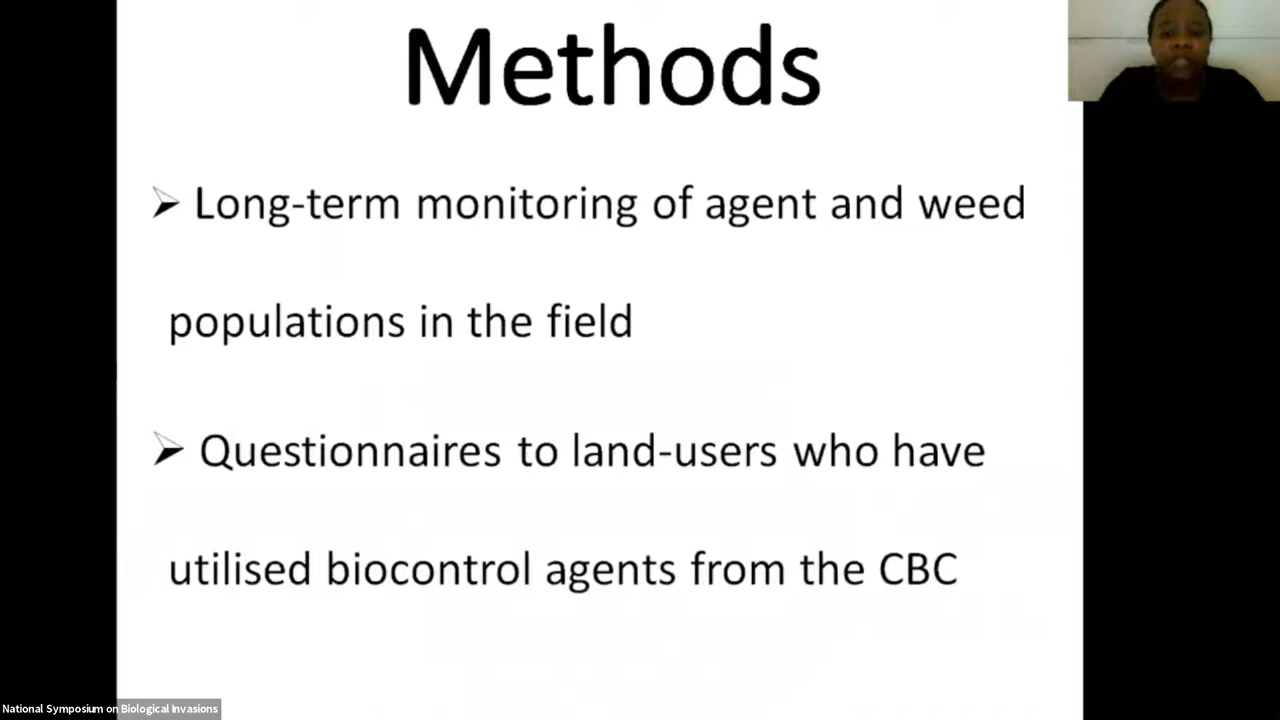 Methods
➢ Long-term monitoring of agent and weed
populations in the field
➢ Questionnaires to land-users who have
utilised biocontrol agents from the CBC
National Symposium on Biological Invasions